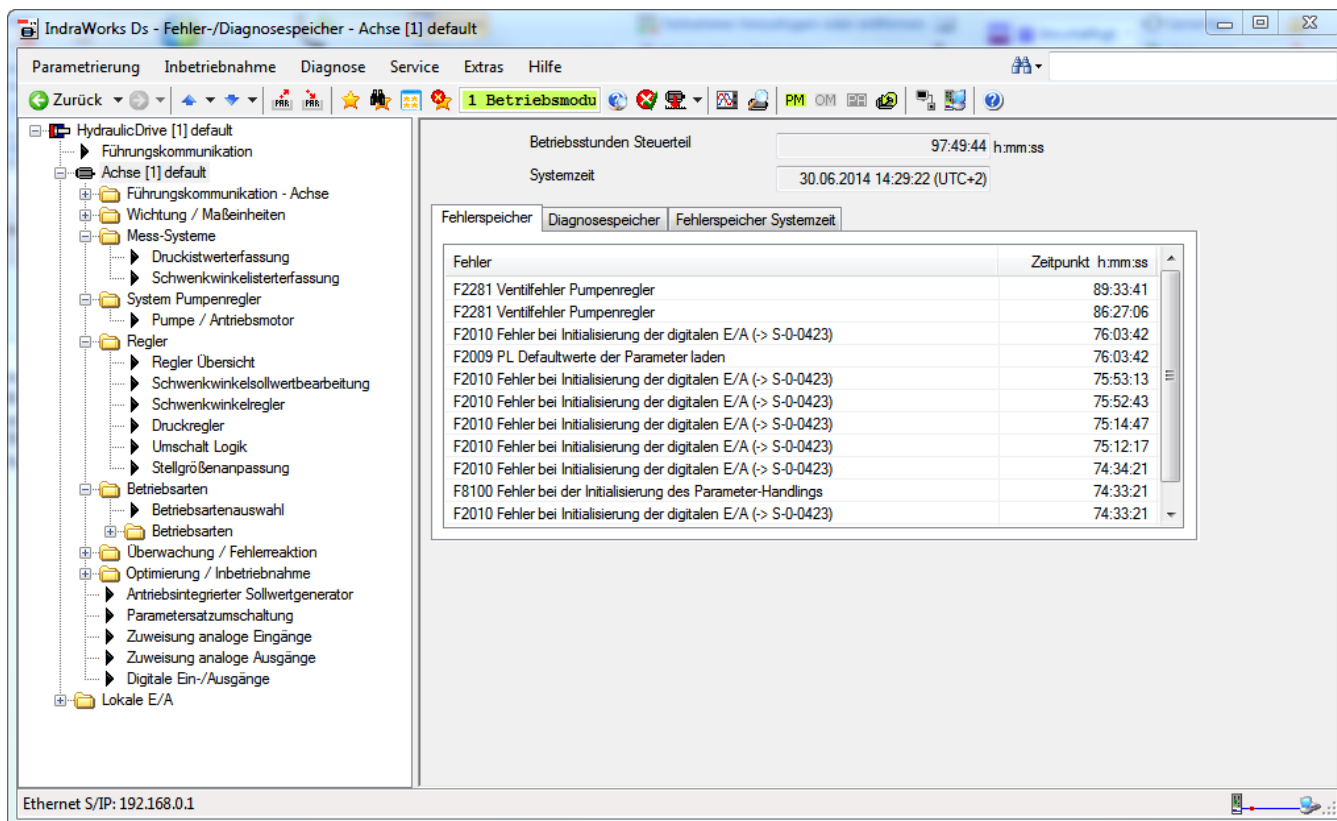 IndraWorks Ds - Fehler-/Diagnosespeicher - Achse [1] default
Parametrierung Inbetriebnahme Diagnose Service Extras Hilfe
Zurück PAR PAR 1 Betriebsmodu PM OM
HydraulicDrive [1] default
Führungskommunikation
Achse [1] default
Führungskommunikation - Achse
Wichtung / Maßeinheiten
Mess-Systeme
Druckistwerterfassung
Schwenkwinkelisterterfassung
System Pumpenregler
Pumpe / Antriebsmotor
Regler
Regler Übersicht
Schwenkwinkelsollwertbearbeitung
Schwenkwinkelregler
Druckregler
Umschalt Logik
Stellgrößenanpassung
Betriebsarten
Betriebsartenauswahl
Betriebsarten
Überwachung / Fehlerreaktion
Optimierung / Inbetriebnahme
Antriebsintegrierter Sollwertgenerator
Parametersatzumschaltung
Zuweisung analoge Eingänge
Zuweisung analoge Ausgänge
Digitale Ein-/Ausgänge
Lokale E/A
Betriebsstunden Steuerteil 97:49:44 h:mm:ss
Systemzeit 30.06.2014 14:29:22 (UTC+2)
Fehlerspeicher Diagnosespeicher Fehlerspeicher Systemzeit
Fehler Zeitpunkt h:mm:ss
F2281 Ventilfehler Pumpenregler 89:33:41
F2281 Ventilfehler Pumpenregler 86:27:06
F2010 Fehler bei Initialisierung der digitalen E/A (-> S-0-0423) 76:03:42
F2009 PL Defaultwerte der Parameter laden 76:03:42
F2010 Fehler bei Initialisierung der digitalen E/A (-> S-0-0423) 75:53:13
F2010 Fehler bei Initialisierung der digitalen E/A (-> S-0-0423) 75:52:43
F2010 Fehler bei Initialisierung der digitalen E/A (-> S-0-0423) 75:14:47
F2010 Fehler bei Initialisierung der digitalen E/A (-> S-0-0423) 75:12:17
F2010 Fehler bei Initialisierung der digitalen E/A (-> S-0-0423) 74:34:21
F8100 Fehler bei der Initialisierung des Parameter-Handlings 74:33:21
F2010 Fehler bei Initialisierung der digitalen E/A (-> S-0-0423) 74:33:21
Ethernet S/IP: 192.168.0.1